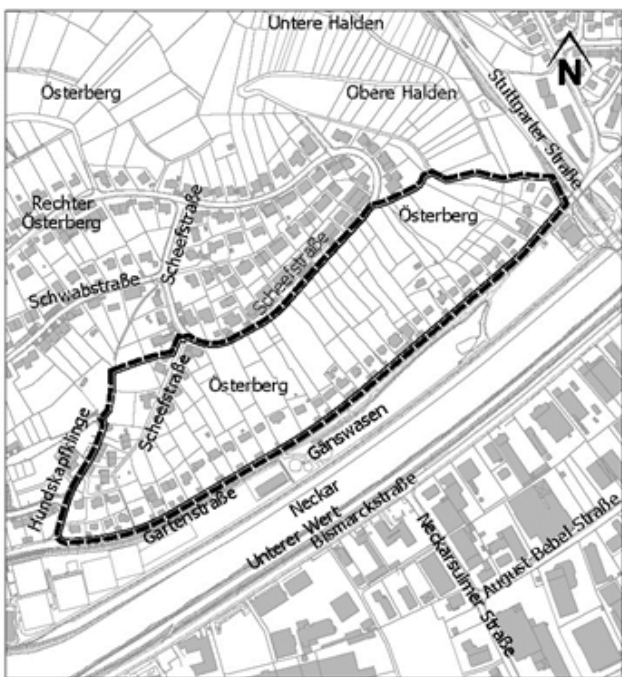 Untere Halden
Österberg
Obere Halden
N
Stuttgarter Straße
Rechter
Österberg
Scheefstraße
Österberg
Schwabstraße
Scheefstraße
Österberg
Scheefstraße
Hundskapfklinge
Gänswasen
Gartenstraße
Neckar
Unterer Wert
Bismarckstraße
Neckarsulmer Straße
August-Bebel-Straße